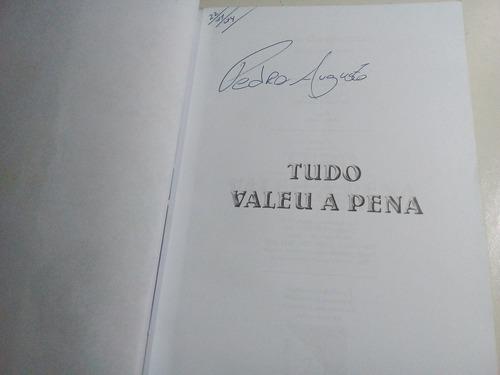 Pedro Augusto
TUDO
VALEU A PENA